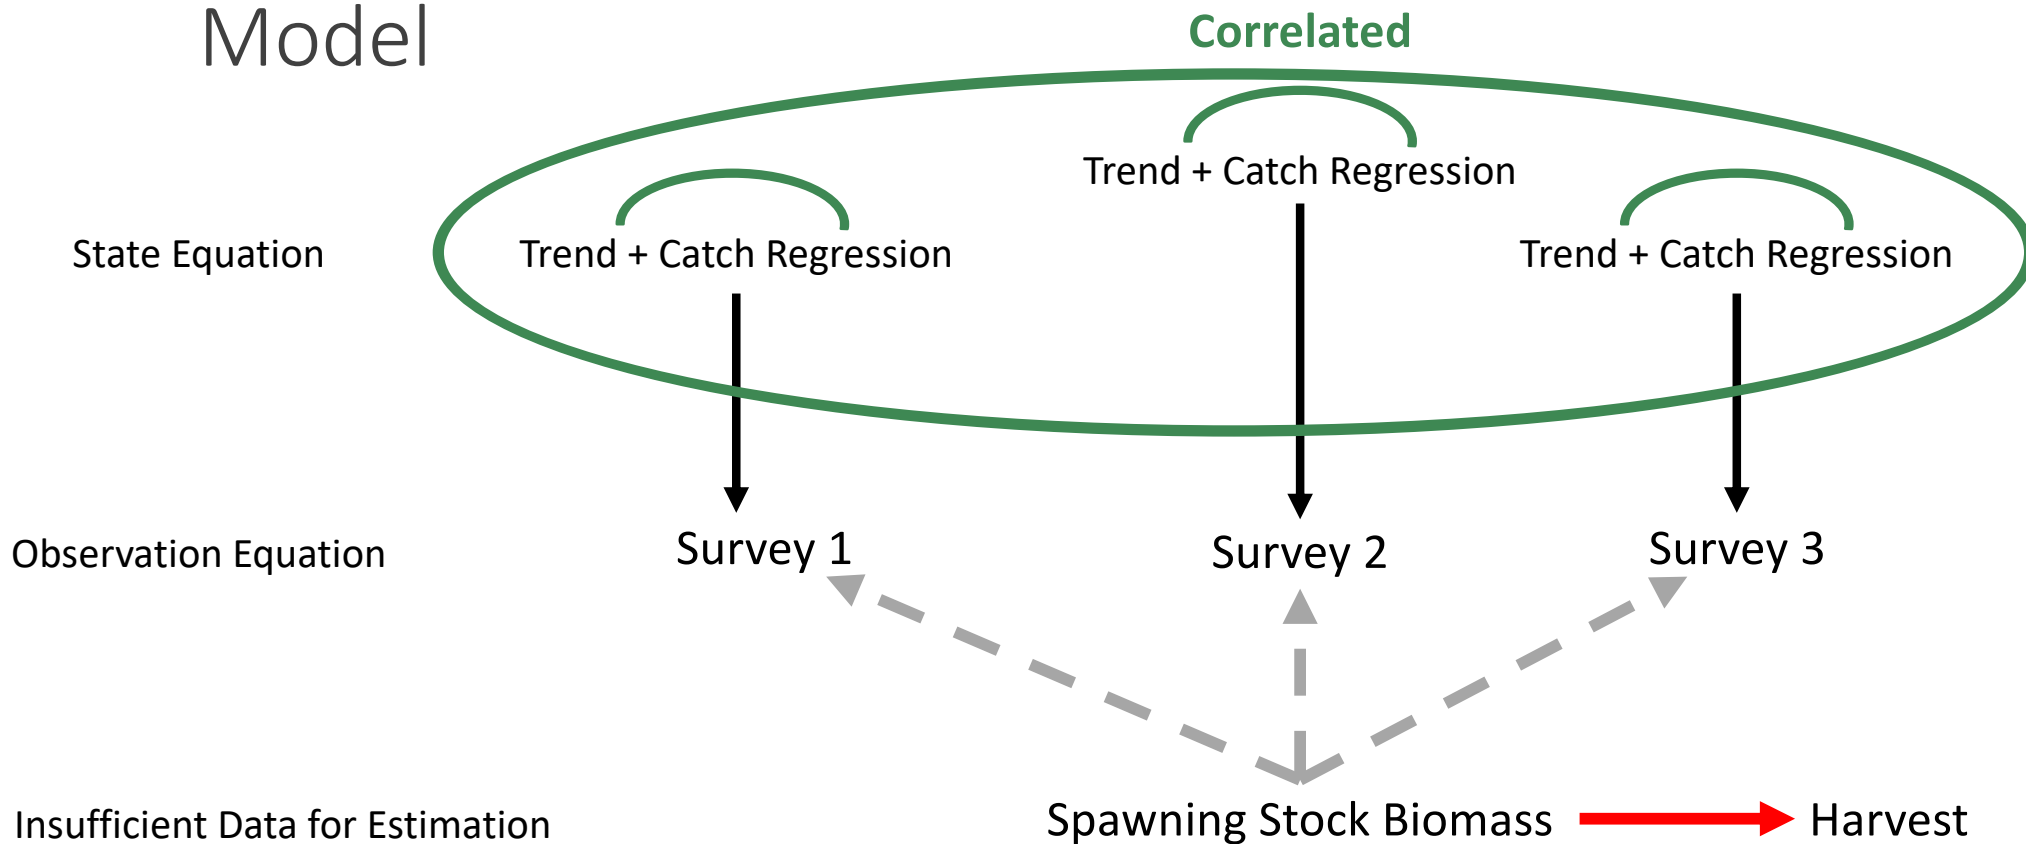 Model
Correlated
Trend + Catch Regression
State Equation
Trend + Catch Regression
Trend + Catch Regression
Observation Equation
Survey 1
Survey 2
Survey 3
Insufficient Data for Estimation
Spawning Stock Biomass
Harvest